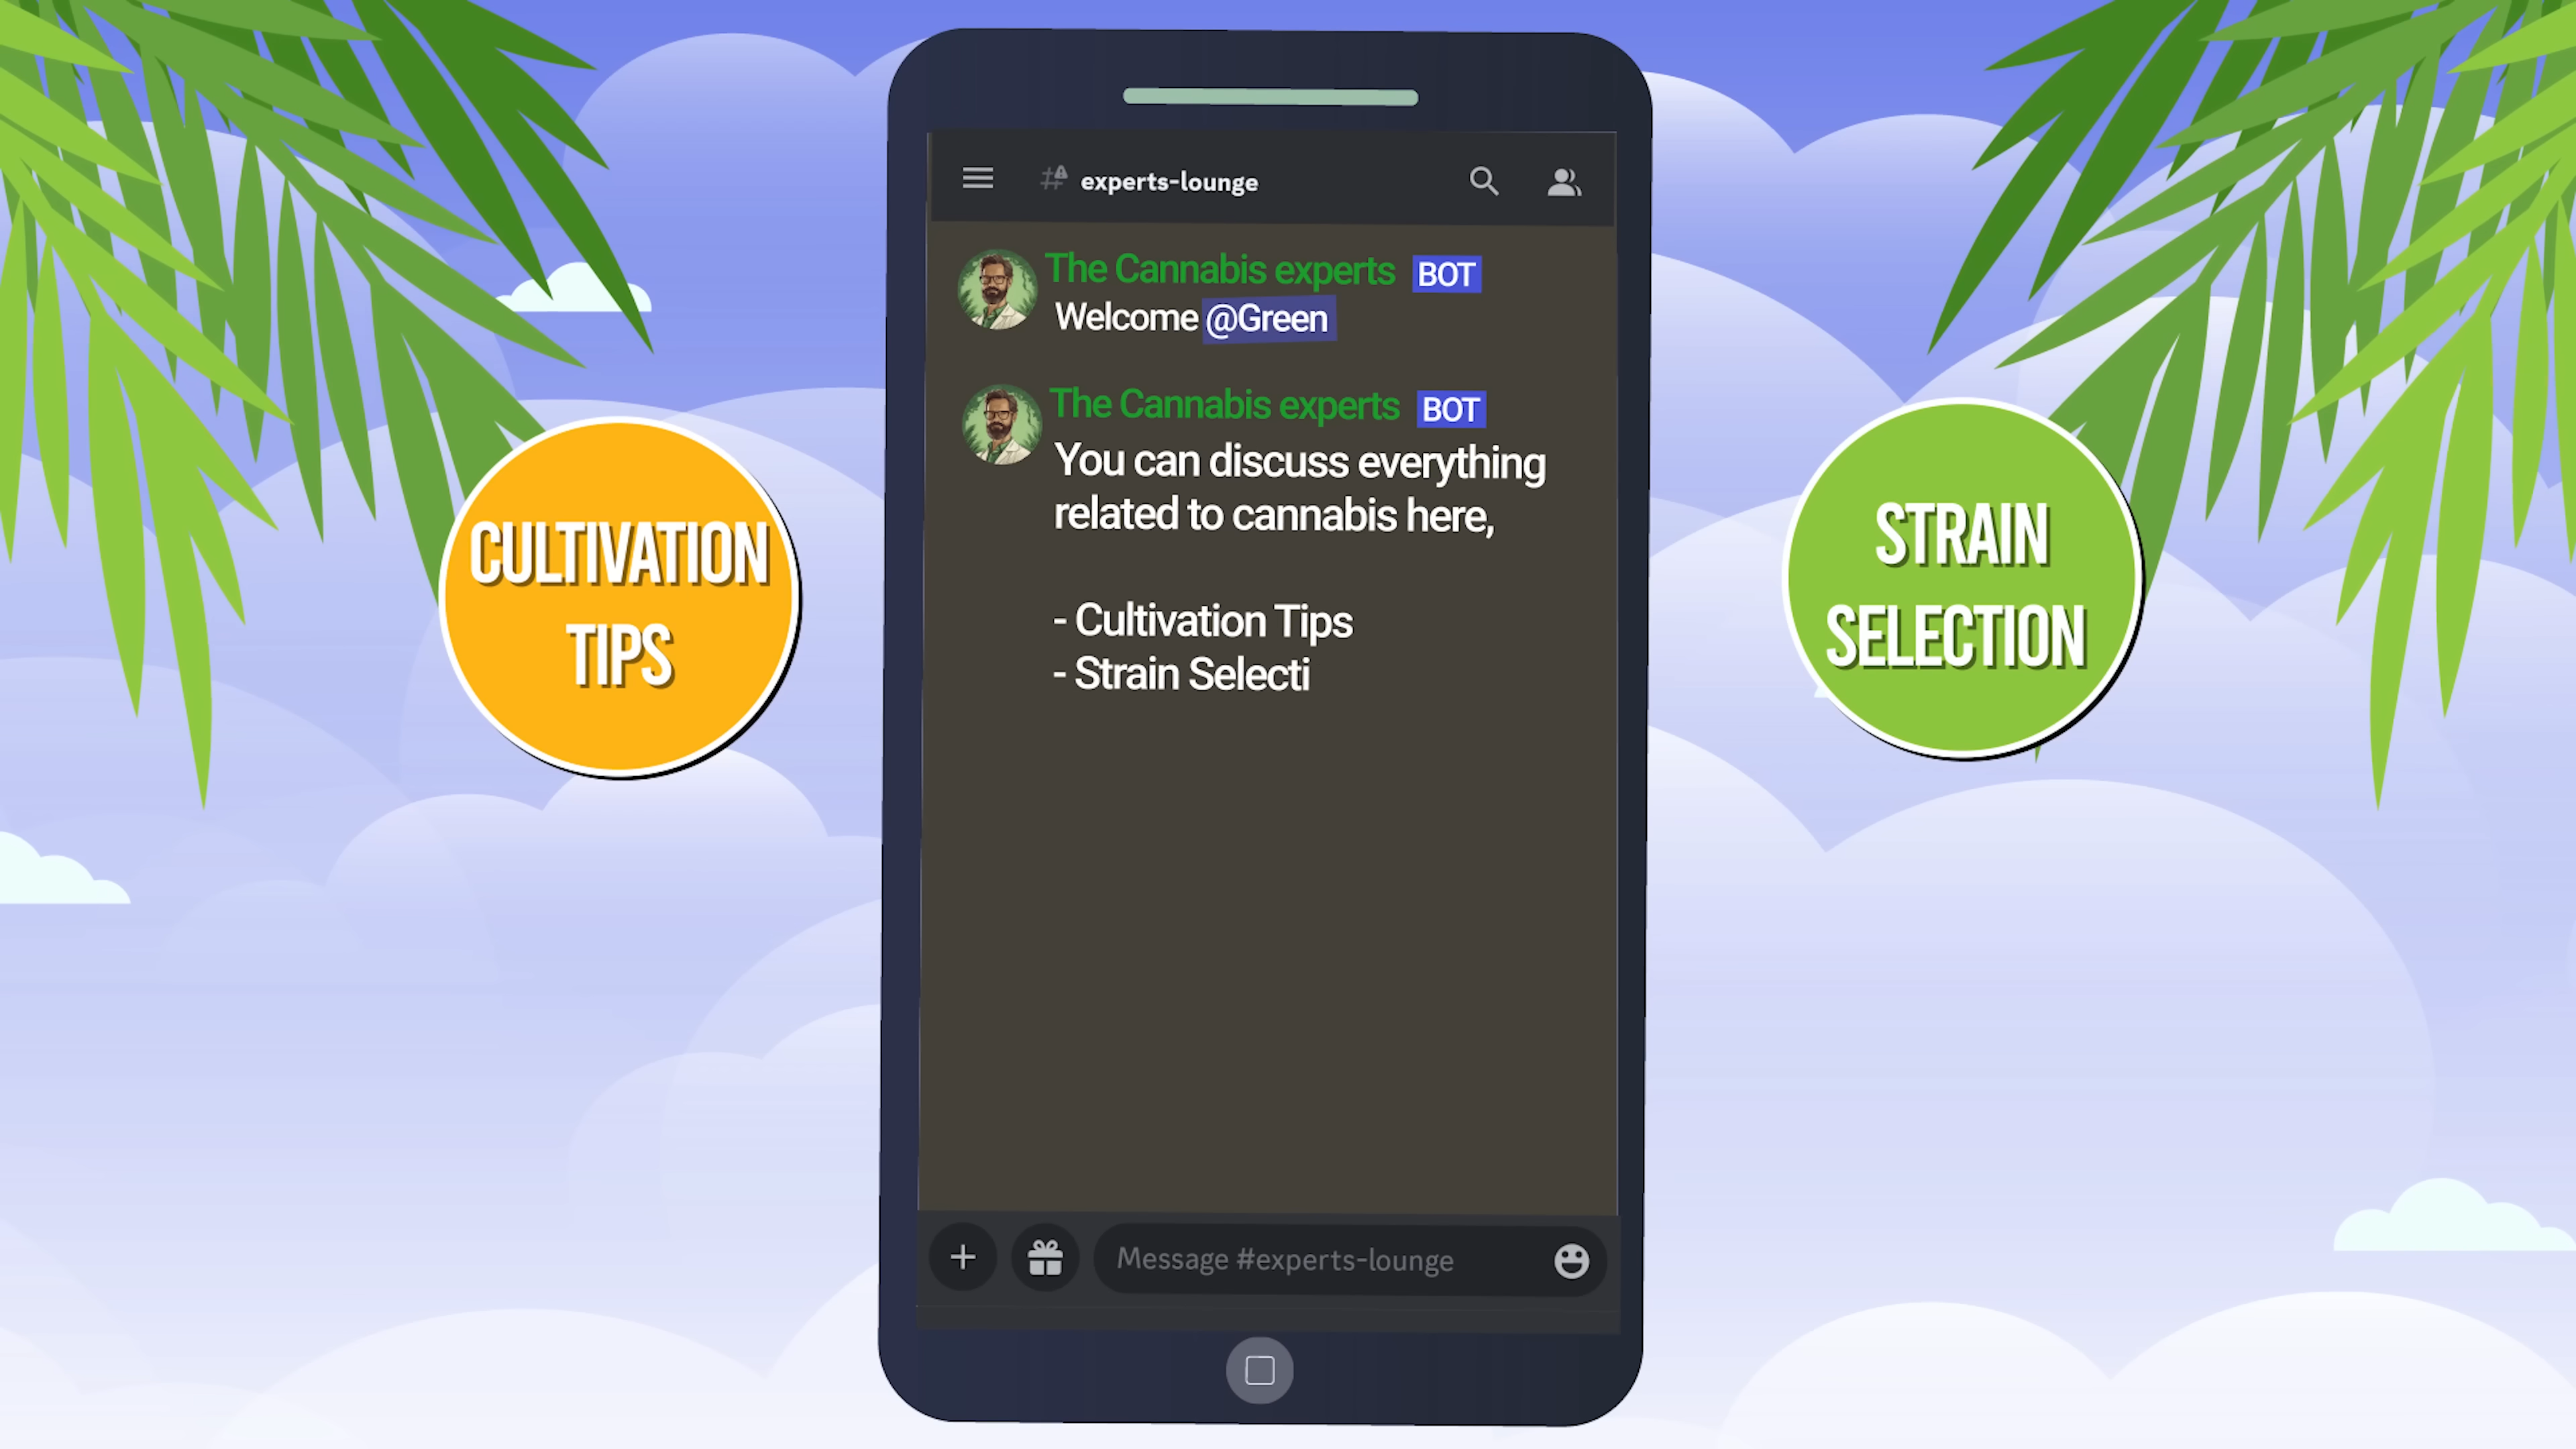 experts-lounge
The Cannabis experts BOT
Welcome @Green
The Cannabis experts BOT
You can discuss everything
related to cannabis here,
- Cultivation Tips
- Strain Selecti
Message #experts-lounge
CULTIVATION
TIPS
STRAIN
SELECTION